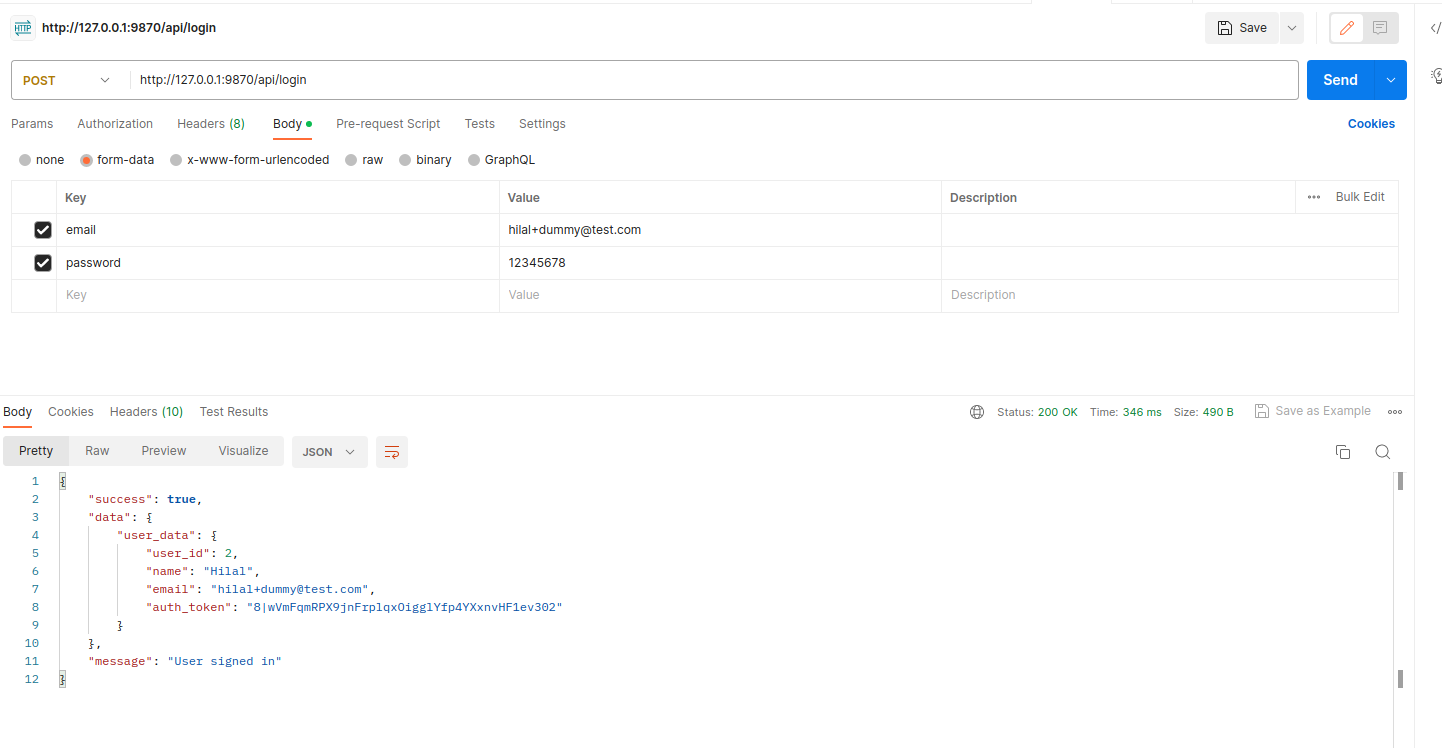 HTTP http://127.0.0.1:9870/api/login Save
POST http://127.0.0.1:9870/api/login Send
Params Authorization Headers (8) Body Pre-request Script Tests Settings Cookies
none form-data x-www-form-urlencoded raw binary GraphQL
Key Value Description ••• Bulk Edit
email hilal+dummy@test.com
password 12345678
Key Value Description
Body Cookies Headers (10) Test Results Status: 200 OK Time: 346 ms Size: 490 B Save as Example •••
Pretty Raw Preview Visualize JSON
1 {
2 "success": true,
3 "data": {
4 "user_data": {
5 "user_id": 2,
6 "name": "Hilal",
7 "email": "hilal+dummy@test.com",
8 "auth_token": "8|wVmFqmRPX9jnFrplqxOigglYfp4YXxnvHF1ev302"
9 }
10 },
11 "message": "User signed in"
12 }